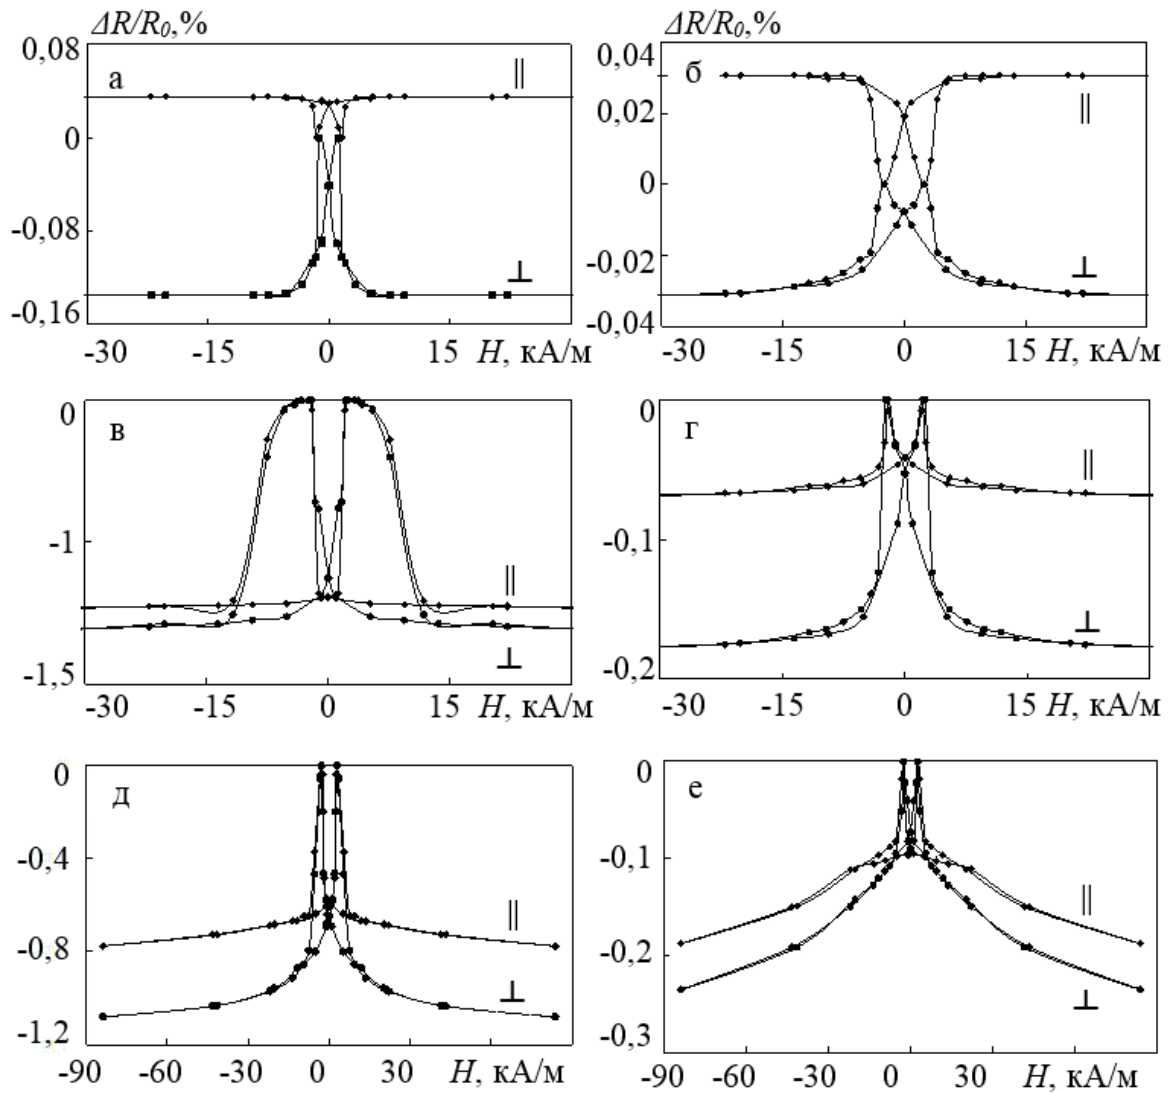 ΔR/R₀,%
0,08
0
-0,08
-0,16
а
||
⊥
-30 -15 0 15 H, кА/м
ΔR/R₀,%
0,04
0,02
0
-0,02
-0,04
б
||
⊥
-30 0 15 H, кА/м
0
-1
-1,5
в
||
⊥
-30 -15 0 15 H, кА/м
0
-0,1
-0,2
г
||
⊥
-30 -15 0 15 H, кА/м
0
-0,4
-0,8
-1,2
д
||
⊥
-90 -60 -30 0 30 H, кА/м
0
-0,1
-0,2
-0,3
е
||
⊥
-90 -60 -30 0 30 H, кА/м